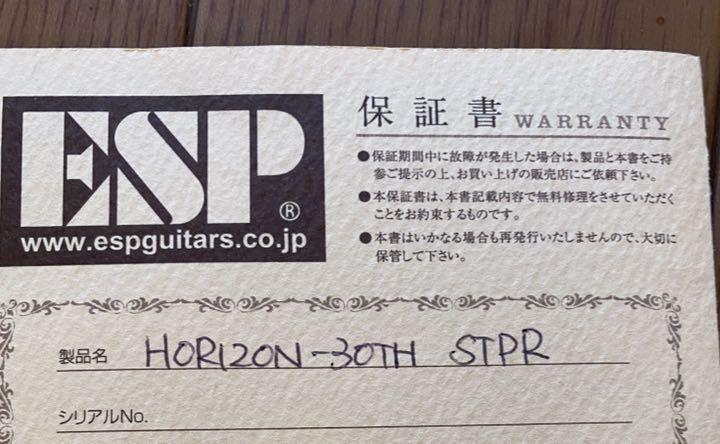 ESP®
www.espguitars.co.jp
保証書 WARRANTY
●保証期間中に故障が発生した場合は、製品と本書をご持
参ご提示の上、お買い上げの販売店にご依頼下さい。
●本保証書は、本書記載内容で無料修理をさせていただく
ことをお約束するものです。
●本書はいかなる場合も再発行いたしませんので、大切に
保管して下さい。
製品名 HORIZON-30TH STPR
シリアルNo.